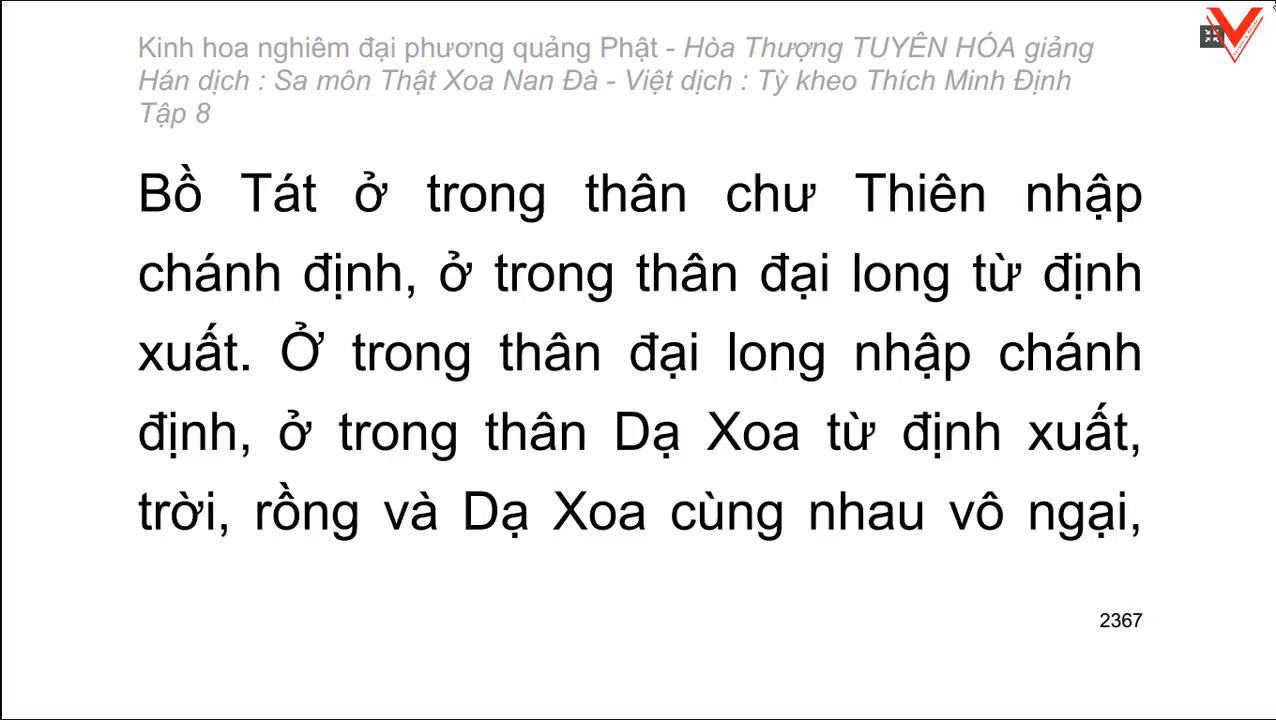 Kinh hoa nghiêm đại phương quảng Phật - Hòa Thượng TUYÊN HÓA giảng
Hán dịch : Sa môn Thật Xoa Nan Đà - Việt dịch : Tỳ kheo Thích Minh Định
Tập 8
Bồ Tát ở trong thân chư Thiên nhập
chánh định, ở trong thân đại long từ định
xuất. Ở trong thân đại long nhập chánh
định, ở trong thân Dạ Xoa từ định xuất,
trời, rồng và Dạ Xoa cùng nhau vô ngại,
2367